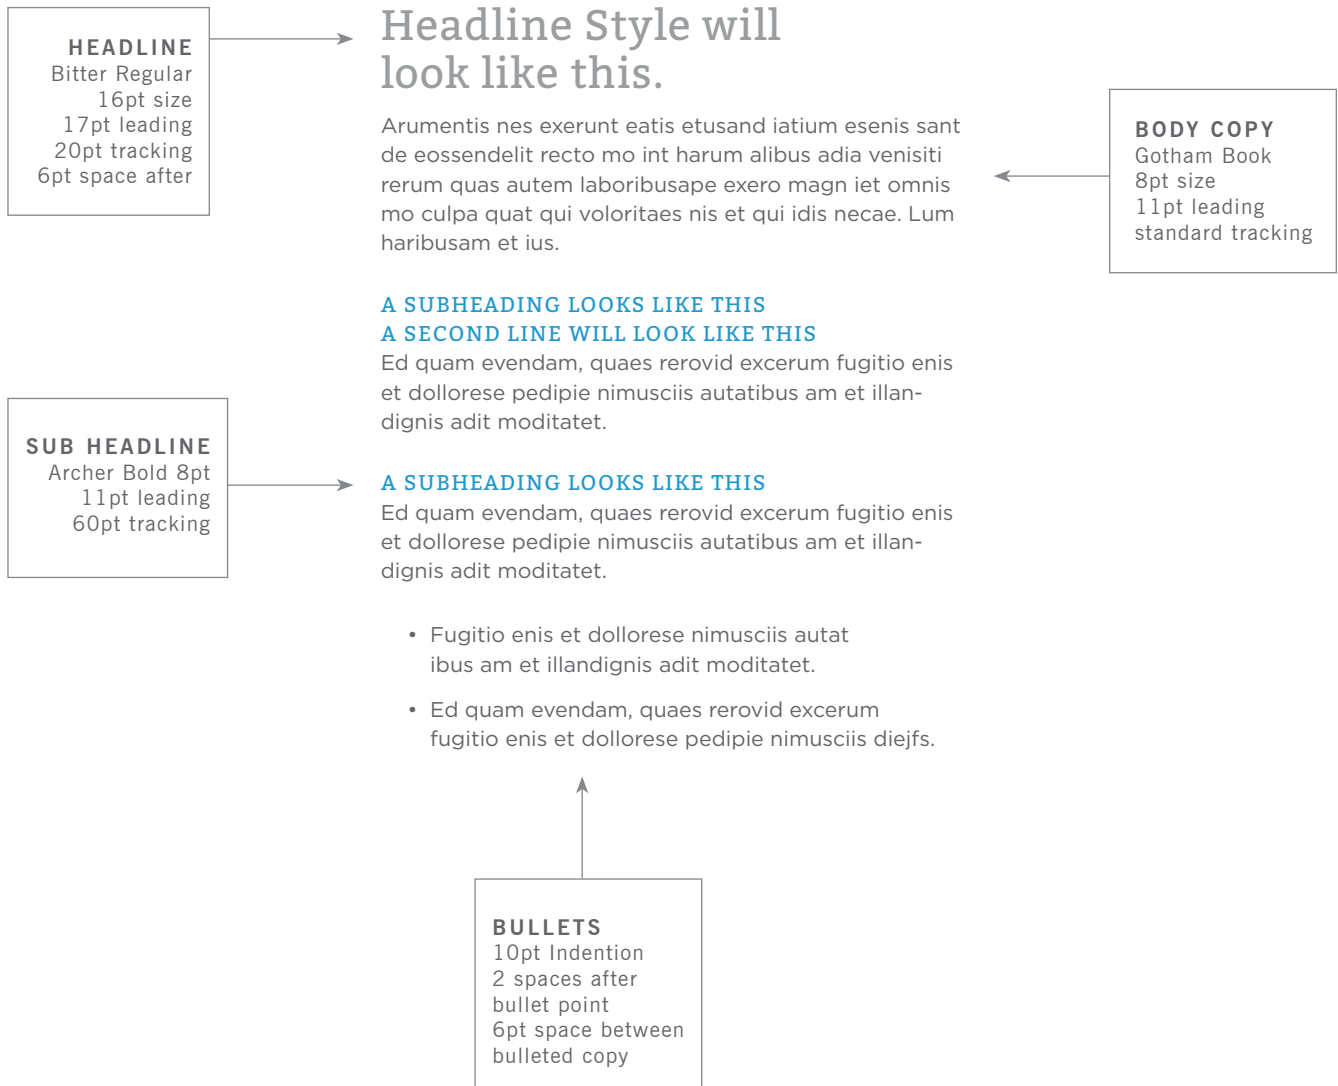 HEADLINE
Bitter Regular
16pt size
17pt leading
20pt tracking
6pt space after
Headline Style will
look like this.
Arumentis nes exerunt eatis etusand iatium esenis sant
de eossendelit recto mo int harum alibus adia venisiti
rerum quas autem laboribusape exero magn iet omnis
mo culpa quat qui voloritaes nis et qui idis necae. Lum
haribusam et ius.
BODY COPY
Gotham Book
8pt size
11pt leading
standard tracking
A SUBHEADING LOOKS LIKE THIS
A SECOND LINE WILL LOOK LIKE THIS
Ed quam evendam, quaes rerovid excerum fugitio enis
et dollorese pedipie nimusciis autatibus am et illan-
dignis adit moditatet.
SUB HEADLINE
Archer Bold 8pt
11pt leading
60pt tracking
A SUBHEADING LOOKS LIKE THIS
Ed quam evendam, quaes rerovid excerum fugitio enis
et dollorese pedipie nimusciis autatibus am et illan-
dignis adit moditatet.
• Fugitio enis et dollorese nimusciis autat
ibus am et illandignis adit moditatet.
• Ed quam evendam, quaes rerovid excerum
fugitio enis et dollorese pedipie nimusciis diejfs.
BULLETS
10pt Indention
2 spaces after
bullet point
6pt space between
bulleted copy